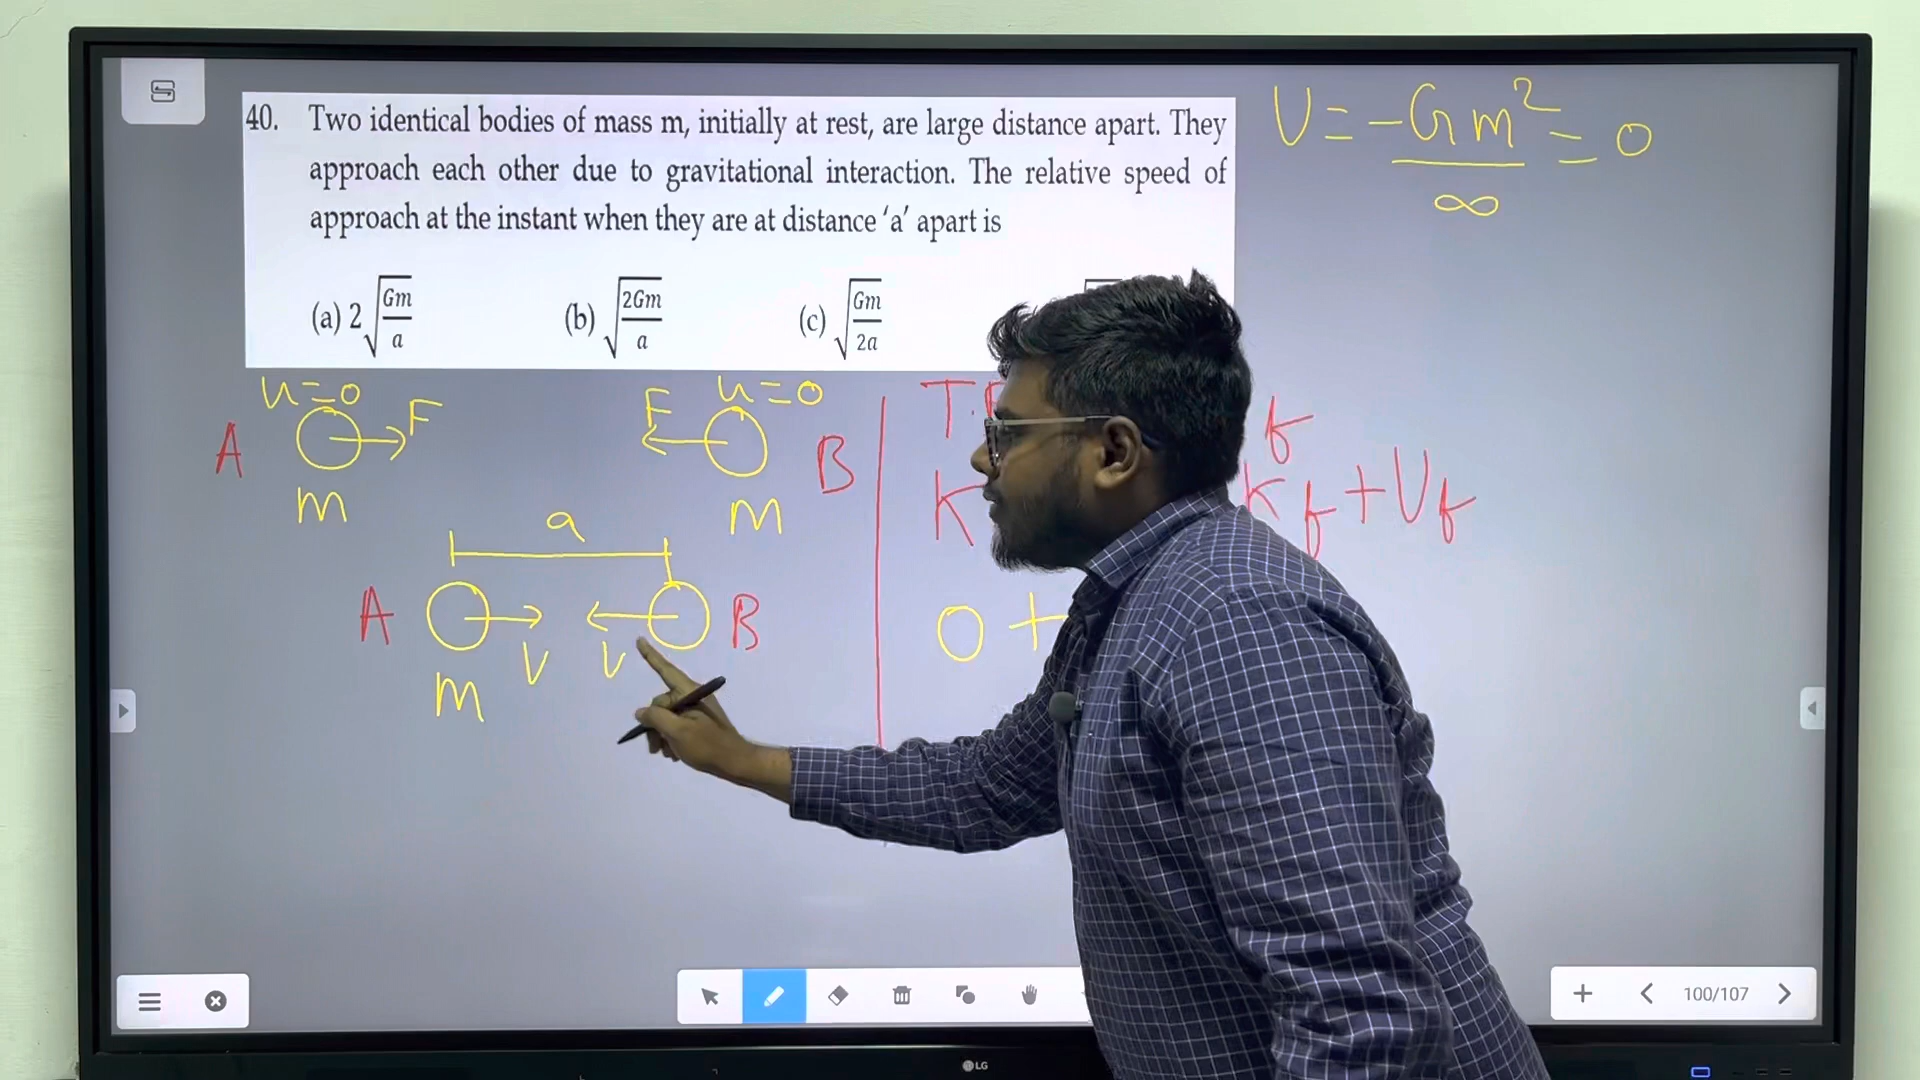 40. Two identical bodies of mass m, initially at rest, are large distance apart. They
approach each other due to gravitational interaction. The relative speed of
approach at the instant when they are at distance ‘a’ apart is
(a) 2√(Gm/a) (b) √(2Gm/a) (c) √(Gm/2a)
U = -Gm²/∞ = 0
u=0 u=0
A F F B
m m
a
A B
V V
m
T. f
K Kf + Uf
0 +
100/107
LG